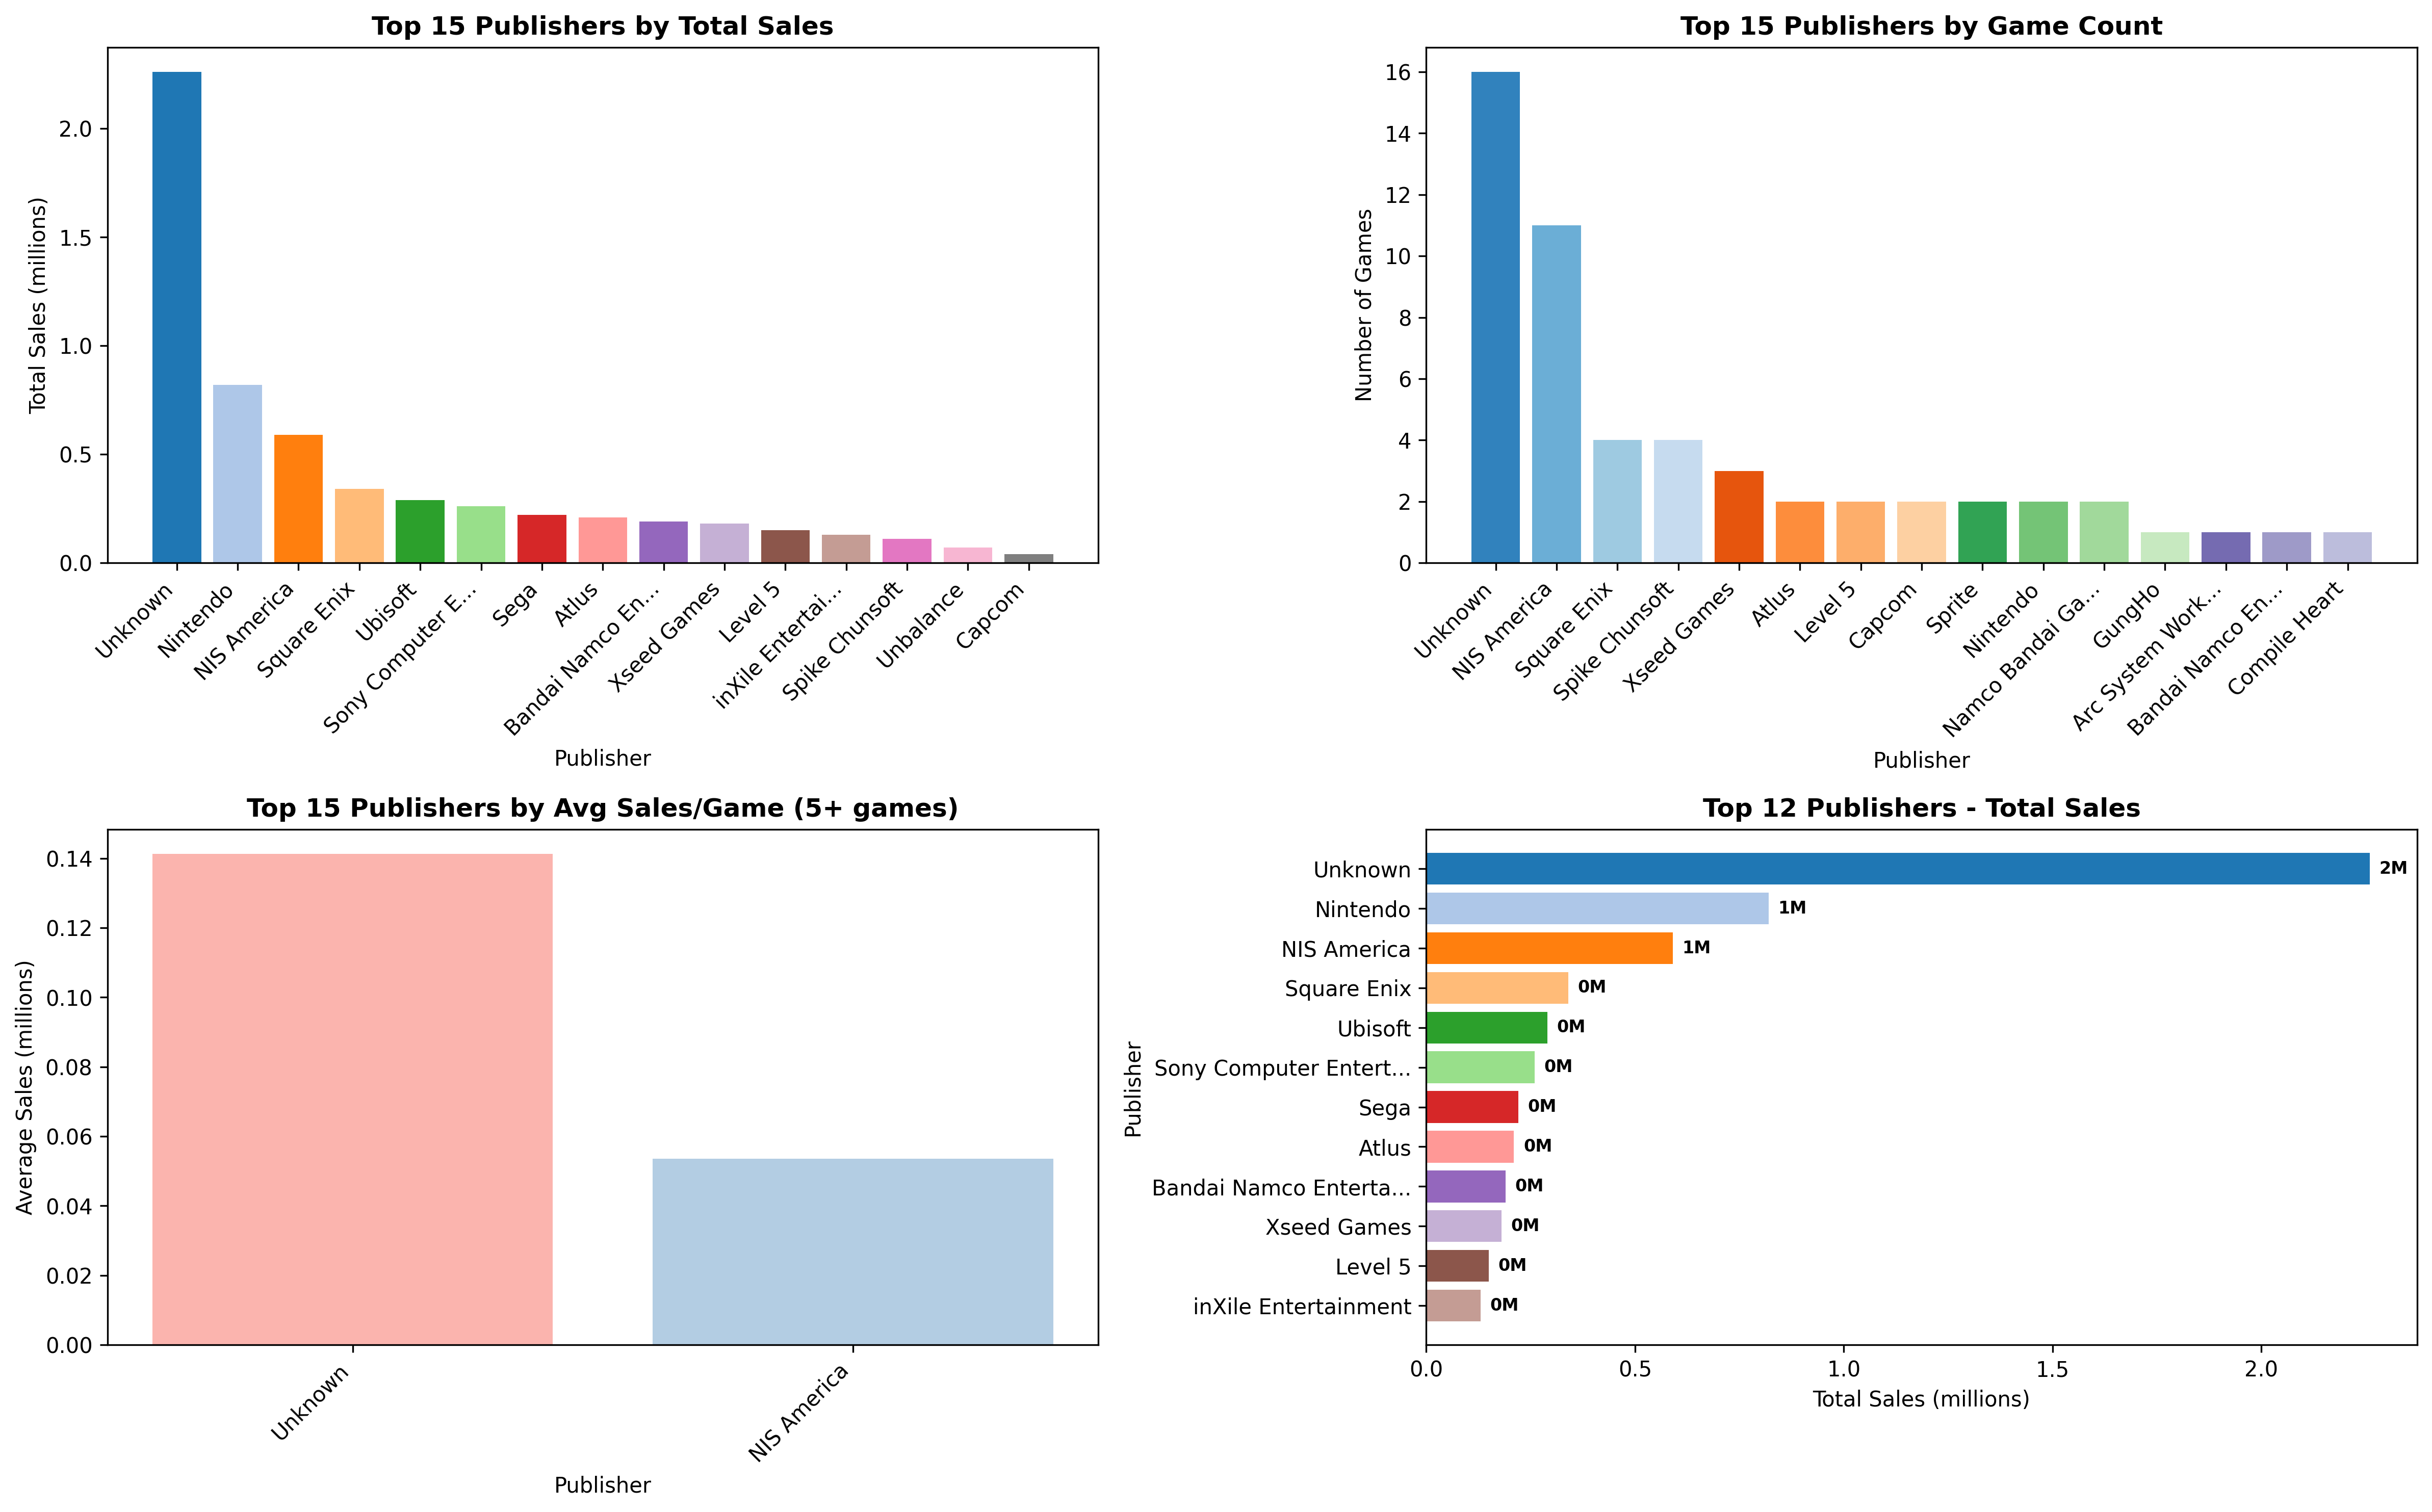 Top 15 Publishers by Total Sales
Total Sales (millions)
2.0
1.5
1.0
0.5
0.0
Unknown
Nintendo
NIS America
Square Enix
Ubisoft
Sony Computer E...
Sega
Atlus
Bandai Namco En...
Xseed Games
Level 5
inXile Entertai...
Spike Chunsoft
Unbalance
Capcom
Publisher
Top 15 Publishers by Game Count
Number of Games
16
14
12
10
8
6
4
2
0
Unknown
NIS America
Square Enix
Spike Chunsoft
Xseed Games
Atlus
Level 5
Capcom
Sprite
Nintendo
Namco Bandai Ga...
GungHo
Arc System Work...
Bandai Namco En...
Compile Heart
Publisher
Top 15 Publishers by Avg Sales/Game (5+ games)
Average Sales (millions)
0.14
0.12
0.10
0.08
0.06
0.04
0.02
0.00
Unknown
NIS America
Publisher
Top 12 Publishers - Total Sales
Publisher
Unknown 2M
Nintendo 1M
NIS America 1M
Square Enix 0M
Ubisoft 0M
Sony Computer Entert... 0M
Sega 0M
Atlus 0M
Bandai Namco Enterta... 0M
Xseed Games 0M
Level 5 0M
inXile Entertainment 0M
0.0 0.5 1.0 1.5 2.0
Total Sales (millions)